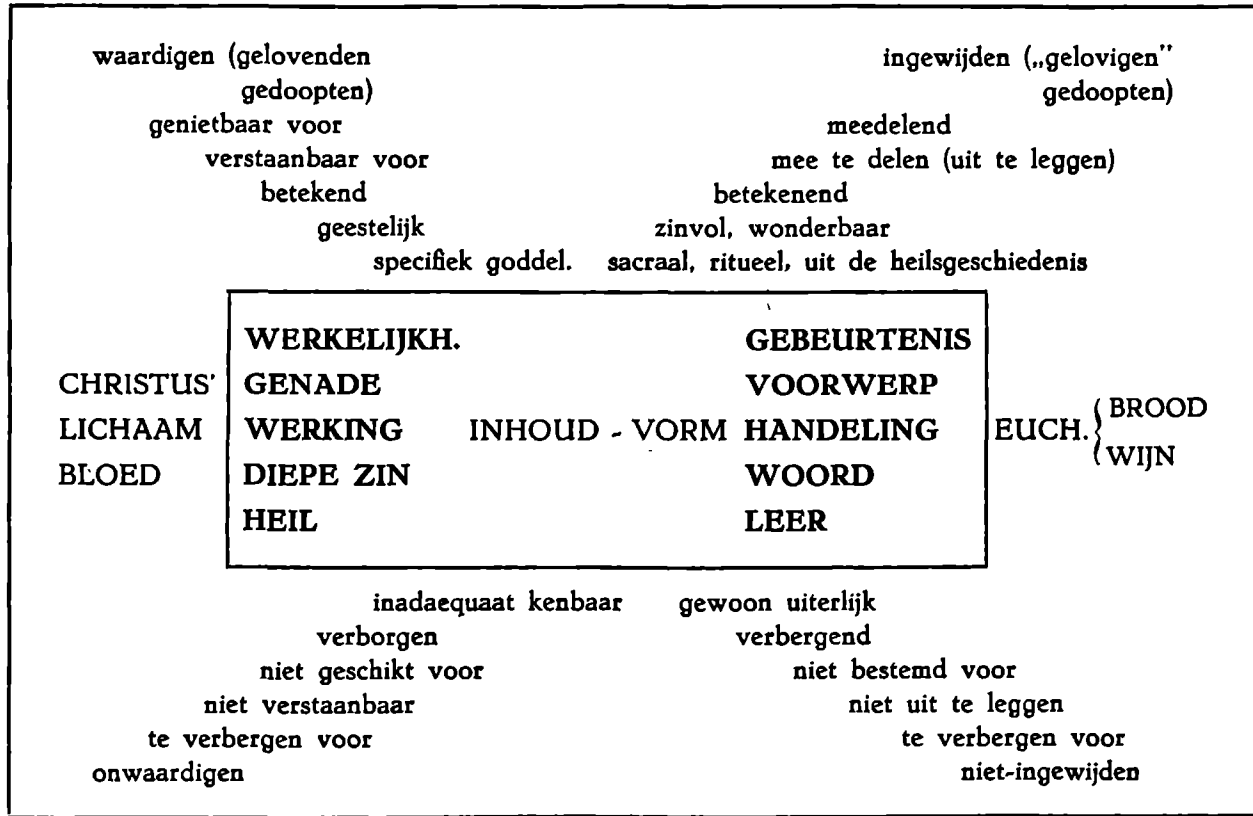 waardigen (gelovenden ingewijden („gelovigen”
gedoopten) gedoopten)
genietbaar voor meedelend
verstaanbaar voor mee te delen (uit te leggen)
betekend betekenend
geestelijk zinvol, wonderbaar
specifiek goddel. sacraal, ritueel, uit de heilsgeschiedenis
WERKELIJKH. GEBEURTENIS
CHRISTUS' GENADE VOORWERP BROOD
LICHAAM WERKING INHOUD - VORM HANDELING EUCH.
BLOED DIEPE ZIN WOORD WIJN
HEIL LEER
inadaequaat kenbaar gewoon uiterlijk
verborgen verbergend
niet geschikt voor niet bestemd voor
niet verstaanbaar niet uit te leggen
te verbergen voor te verbergen voor
onwaardigen niet-ingewijden